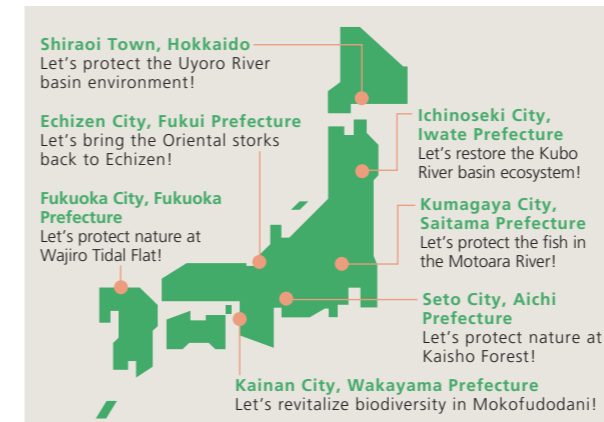 Shiraoi Town, Hokkaido
Let's protect the Uyoro River
basin environment!
Echizen City, Fukui Prefecture
Let's bring the Oriental storks
back to Echizen!
Fukuoka City, Fukuoka
Prefecture
Let's protect nature at
Wajiro Tidal Flat!
Ichinoseki City,
Iwate Prefecture
Let's restore the Kubo
River basin ecosystem!
Kumagaya City,
Saitama Prefecture
Let's protect the fish in
the Motoara River!
Seto City, Aichi
Prefecture
Let's protect nature at
Kaisho Forest!
Kainan City, Wakayama Prefecture
Let's revitalize biodiversity in Mokofudodani!